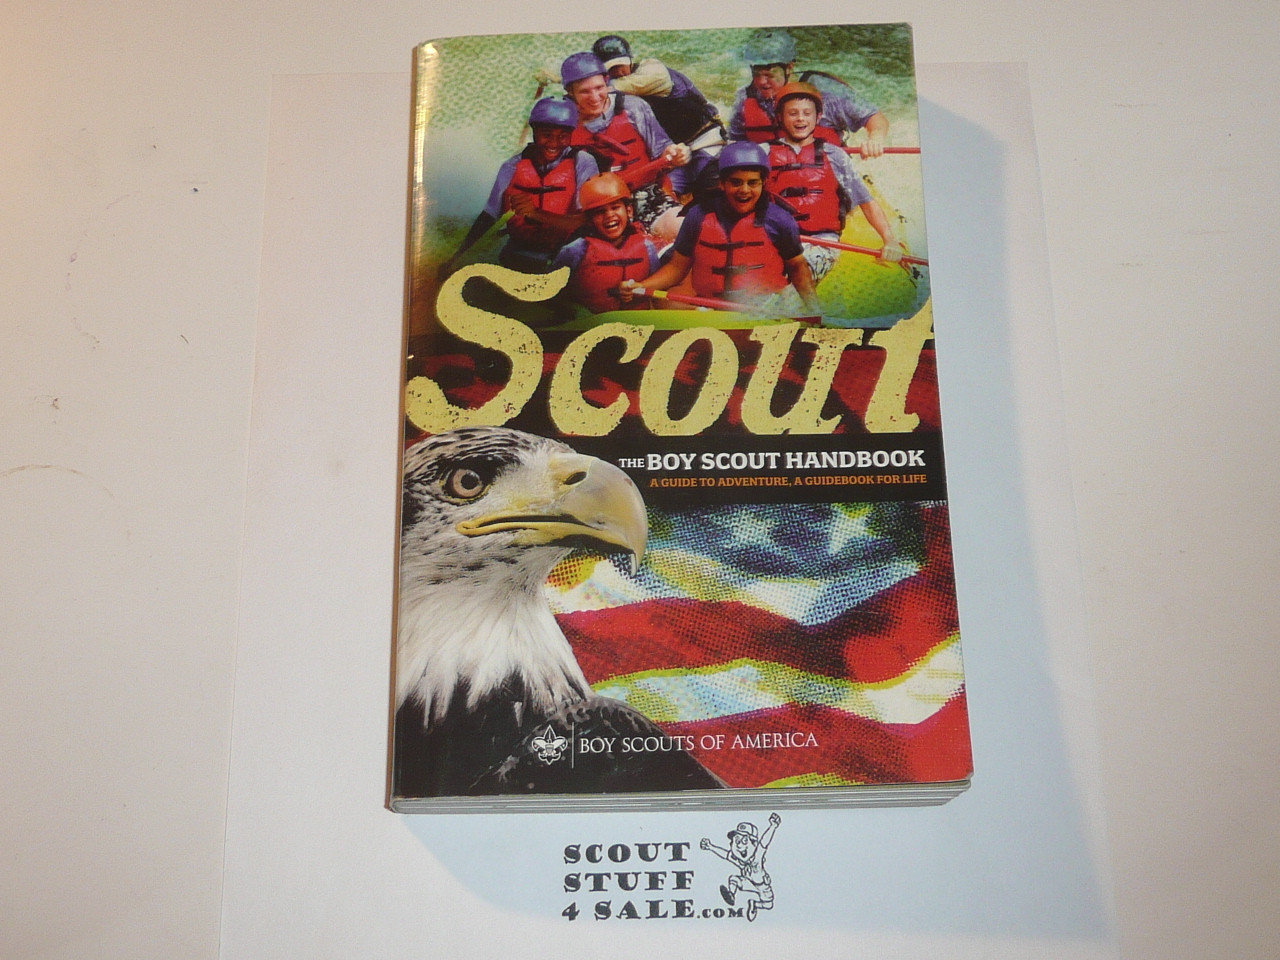 Scout
THE BOY SCOUT HANDBOOK
A GUIDE TO ADVENTURE, A GUIDEBOOK FOR LIFE
BOY SCOUTS OF AMERICA
SCOUT
STUFF
4 SALE.com